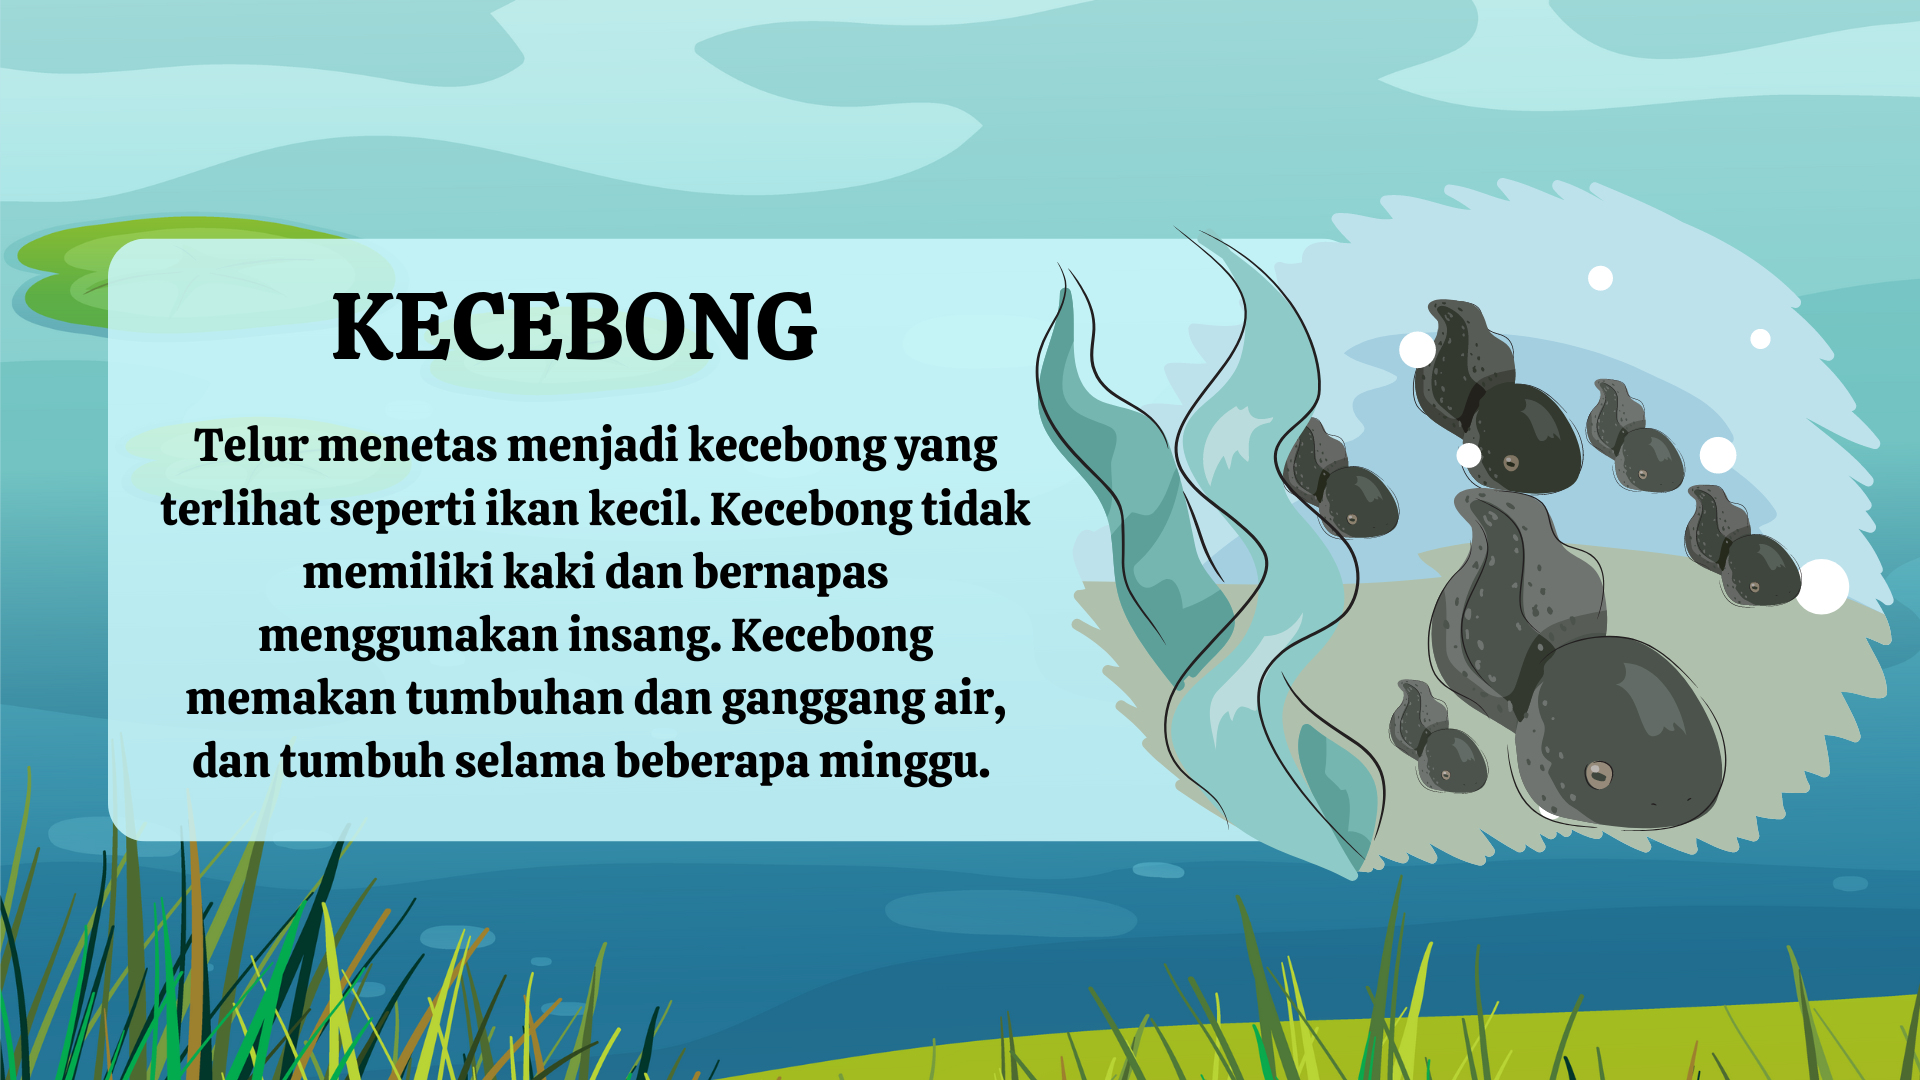 KECEBONG
Telur menetas menjadi kecebong yang
terlihat seperti ikan kecil. Kecebong tidak
memiliki kaki dan bernapas
menggunakan insang. Kecebong
memakan tumbuhan dan ganggang air,
dan tumbuh selama beberapa minggu.